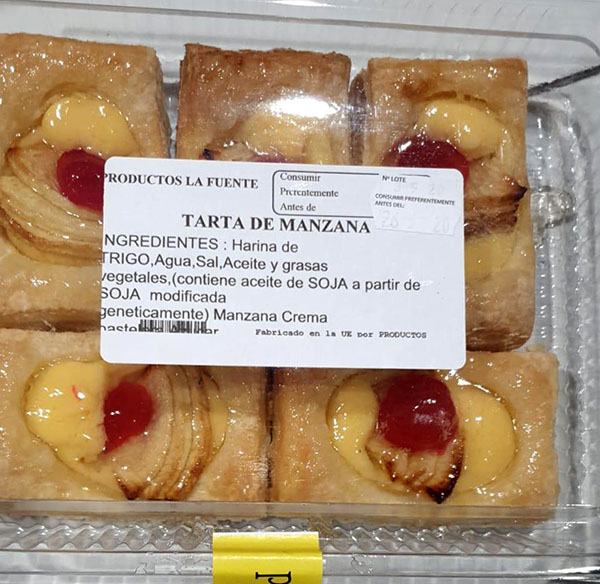 PRODUCTOS LA FUENTE
Consumir
Preferentemente
Antes de
Nº LOTE
CONSUMIR PREFERENTEMENTE
ANTES DEL:
TARTA DE MANZANA
NGREDIENTES : Harina de
TRIGO,Agua,Sal,Aceite y grasas
vegetales,(contiene aceite de SOJA a partir de
SOJA modificada
geneticamente) Manzana Crema
Fabricado en la UE por PRODUCTOS
p